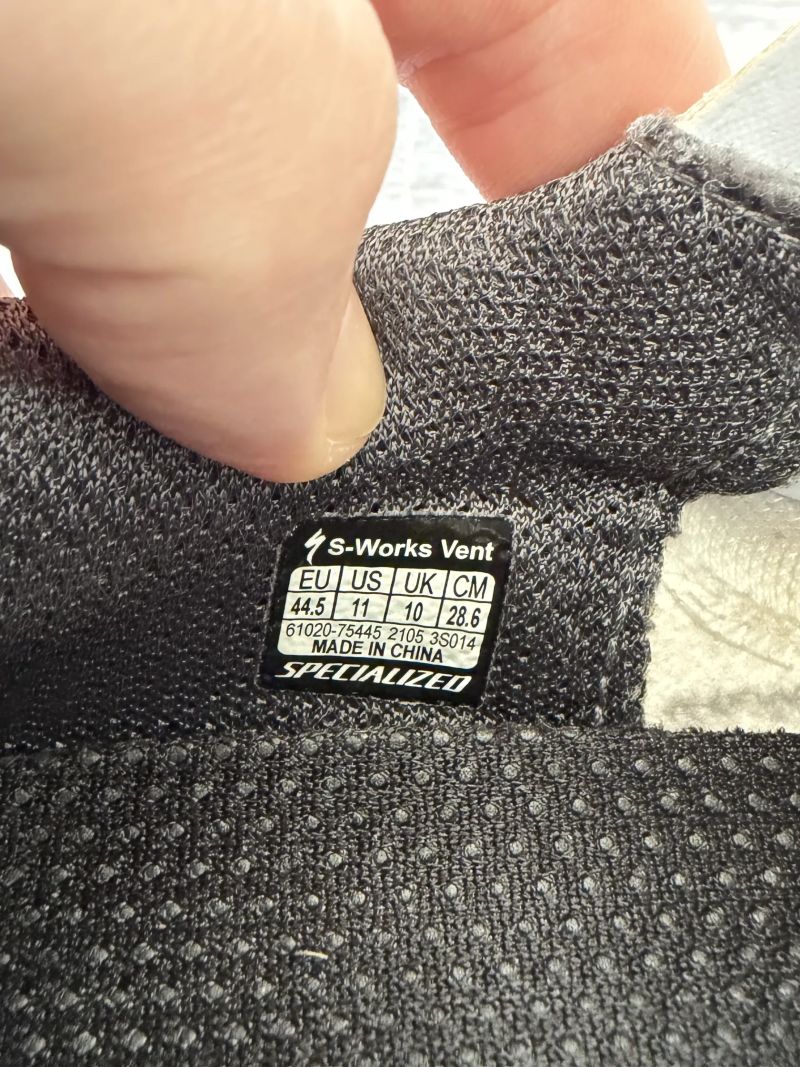 S-Works Vent
EU US UK CM
44.5 11 10 28.6
61020-75445 2105 3S014
MADE IN CHINA
SPECIALIZED